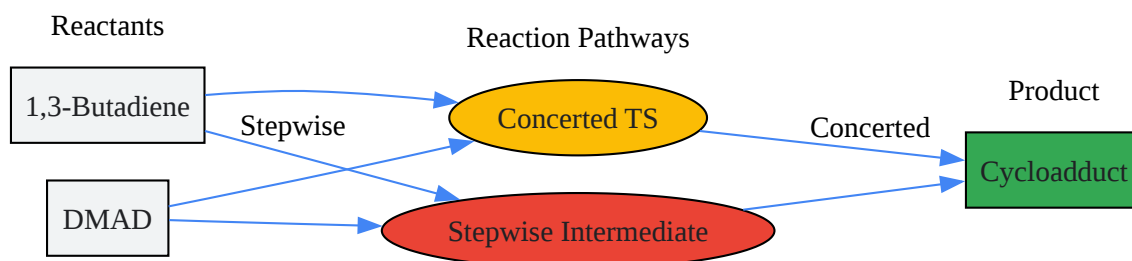 Reactants
Reaction Pathways
Product
1,3-Butadiene
Stepwise
Concerted TS
Concerted
Cycloadduct
DMAD
Stepwise Intermediate